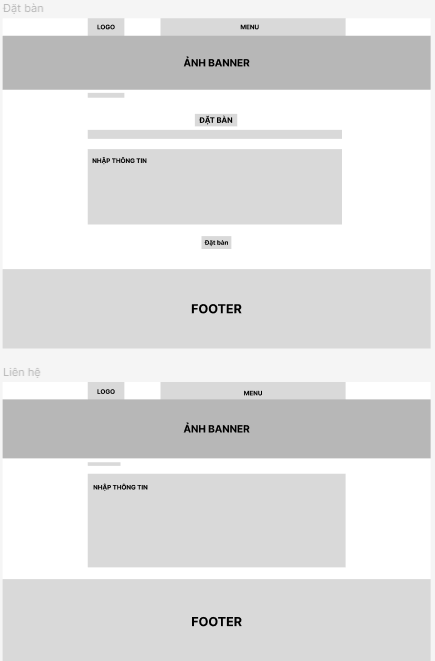 Đặt bàn
LOGO
MENU
ẢNH BANNER
ĐẶT BÀN
NHẬP THÔNG TIN
Đặt bàn
FOOTER
Liên hệ
LOGO
MENU
ẢNH BANNER
NHẬP THÔNG TIN
FOOTER